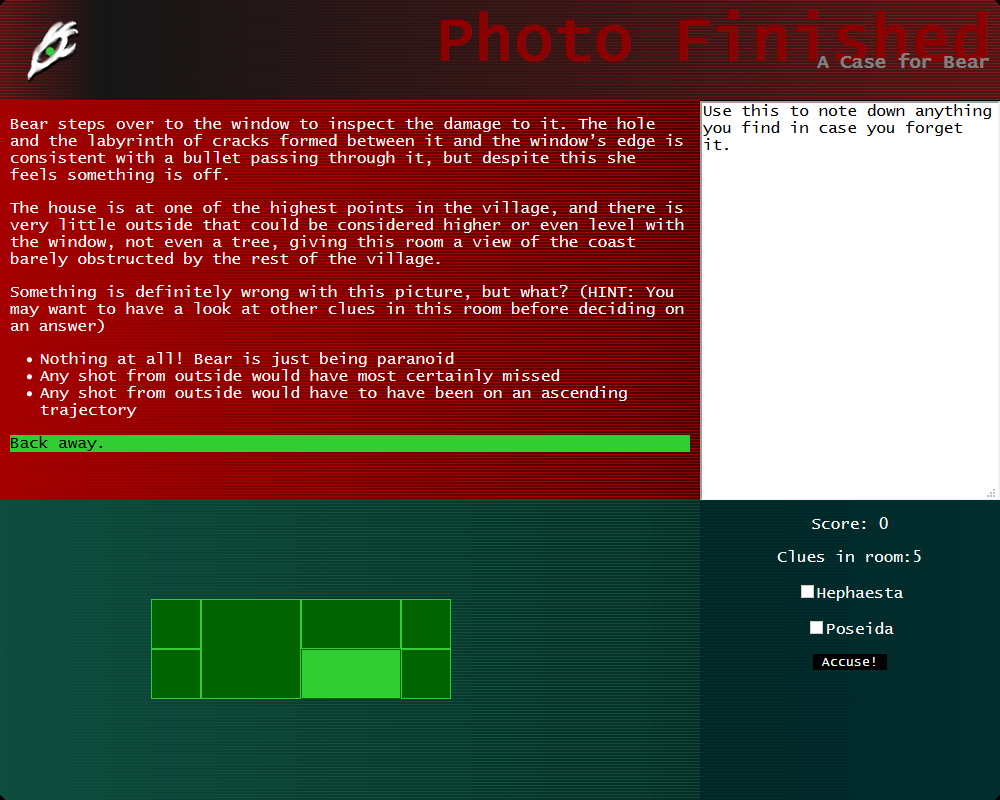 Photo Finished
A Case for Bear
Bear steps over to the window to inspect the damage to it. The hole
and the labyrinth of cracks formed between it and the window’s edge is
consistent with a bullet passing through it, but despite this she
feels something is off.
The house is at one of the highest points in the village, and there is
very little outside that could be considered higher or even level with
the window, not even a tree, giving this room a view of the coast
barely obstructed by the rest of the village.
Something is definitely wrong with this picture, but what? (HINT: You
may want to have a look at other clues in this room before deciding on
an answer)
• Nothing at all! Bear is just being paranoid
• Any shot from outside would have most certainly missed
• Any shot from outside would have to have been on an ascending
trajectory
Back away.
Use this to note down anything
you find in case you forget
it.
Score: 0
Clues in room:5
Hephaesta
Poseida
Accuse!